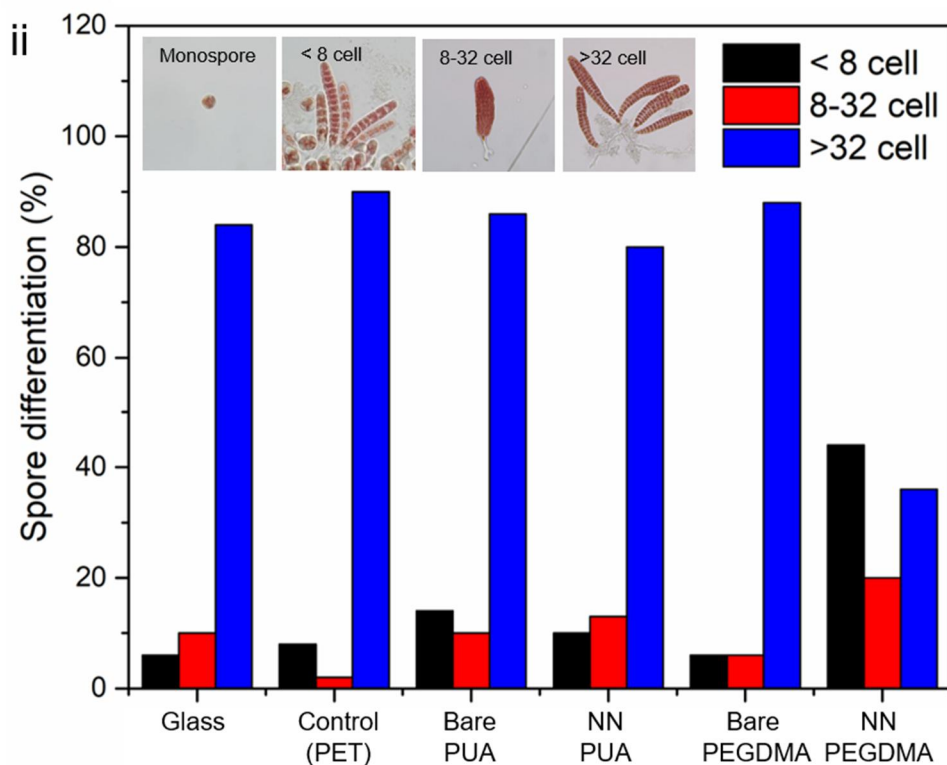 ii
Spore differentiation (%)
120
100
80
60
40
20
0
Monospore
< 8 cell
8-32 cell
>32 cell
< 8 cell
8-32 cell
>32 cell
Glass
Control
(PET)
Bare
PUA
NN
PUA
Bare
PEGDMA
NN
PEGDMA